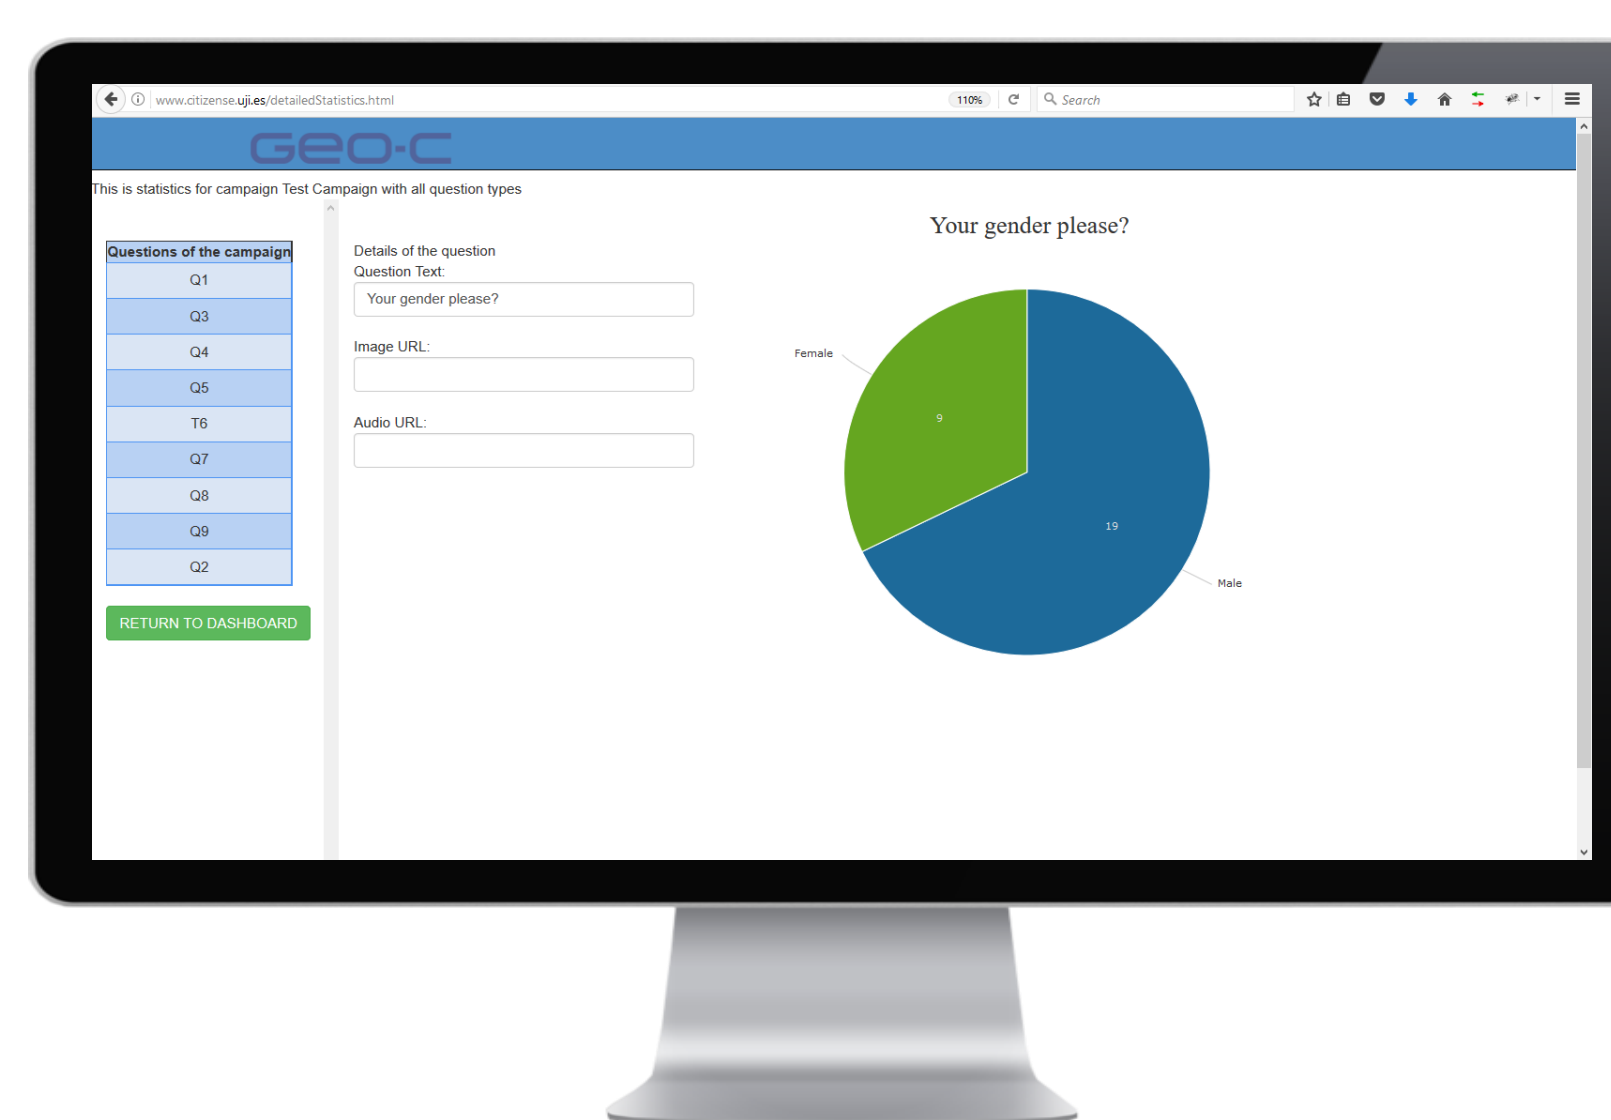 www.citizense.uji.es/detailedStatistics.html
110%
Search
GEO-C
This is statistics for campaign Test Campaign with all question types
Questions of the campaign
Q1
Q3
Q4
Q5
T6
Q7
Q8
Q9
Q2
RETURN TO DASHBOARD
Details of the question
Question Text:
Your gender please?
Image URL:
Audio URL:
Your gender please?
Female
9
19
Male